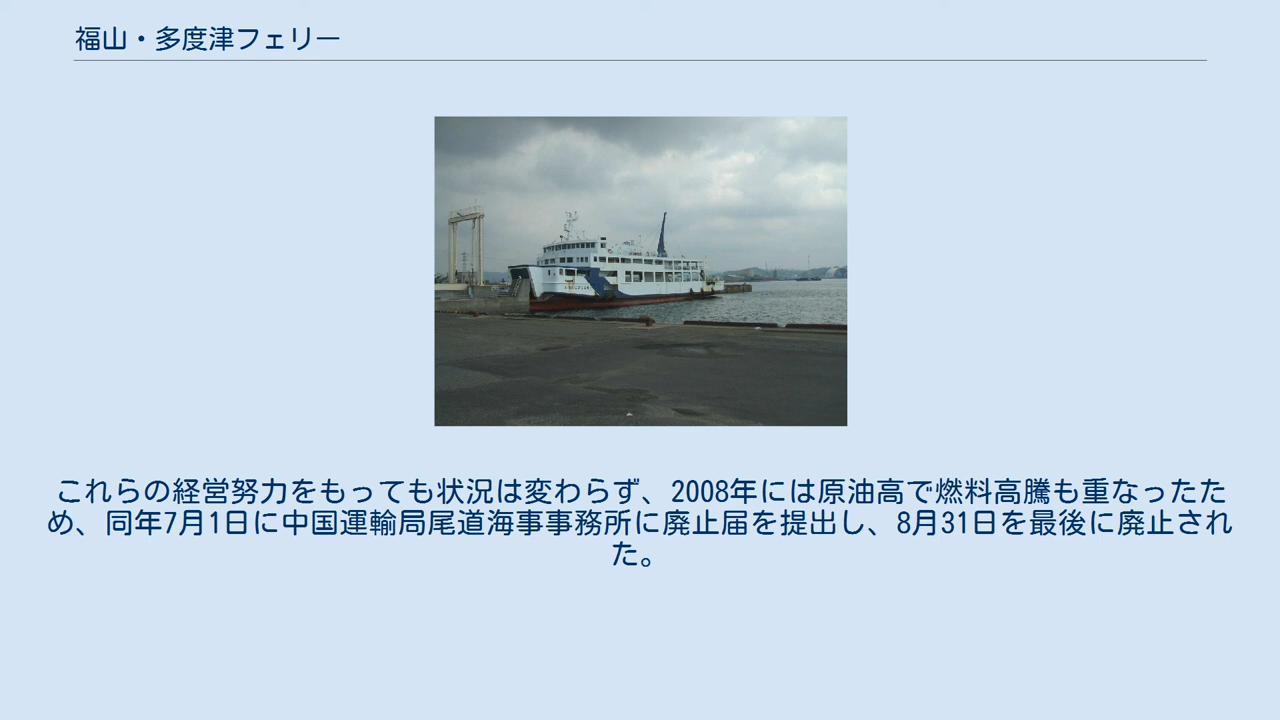 福山・多度津フェリー
これらの経営努力をもっても状況は変わらず、2008年には原油高で燃料高騰も重なったた
め、同年7月1日に中国運輸局尾道海事事務所に廃止届を提出し、8月31日を最後に廃止され
た。